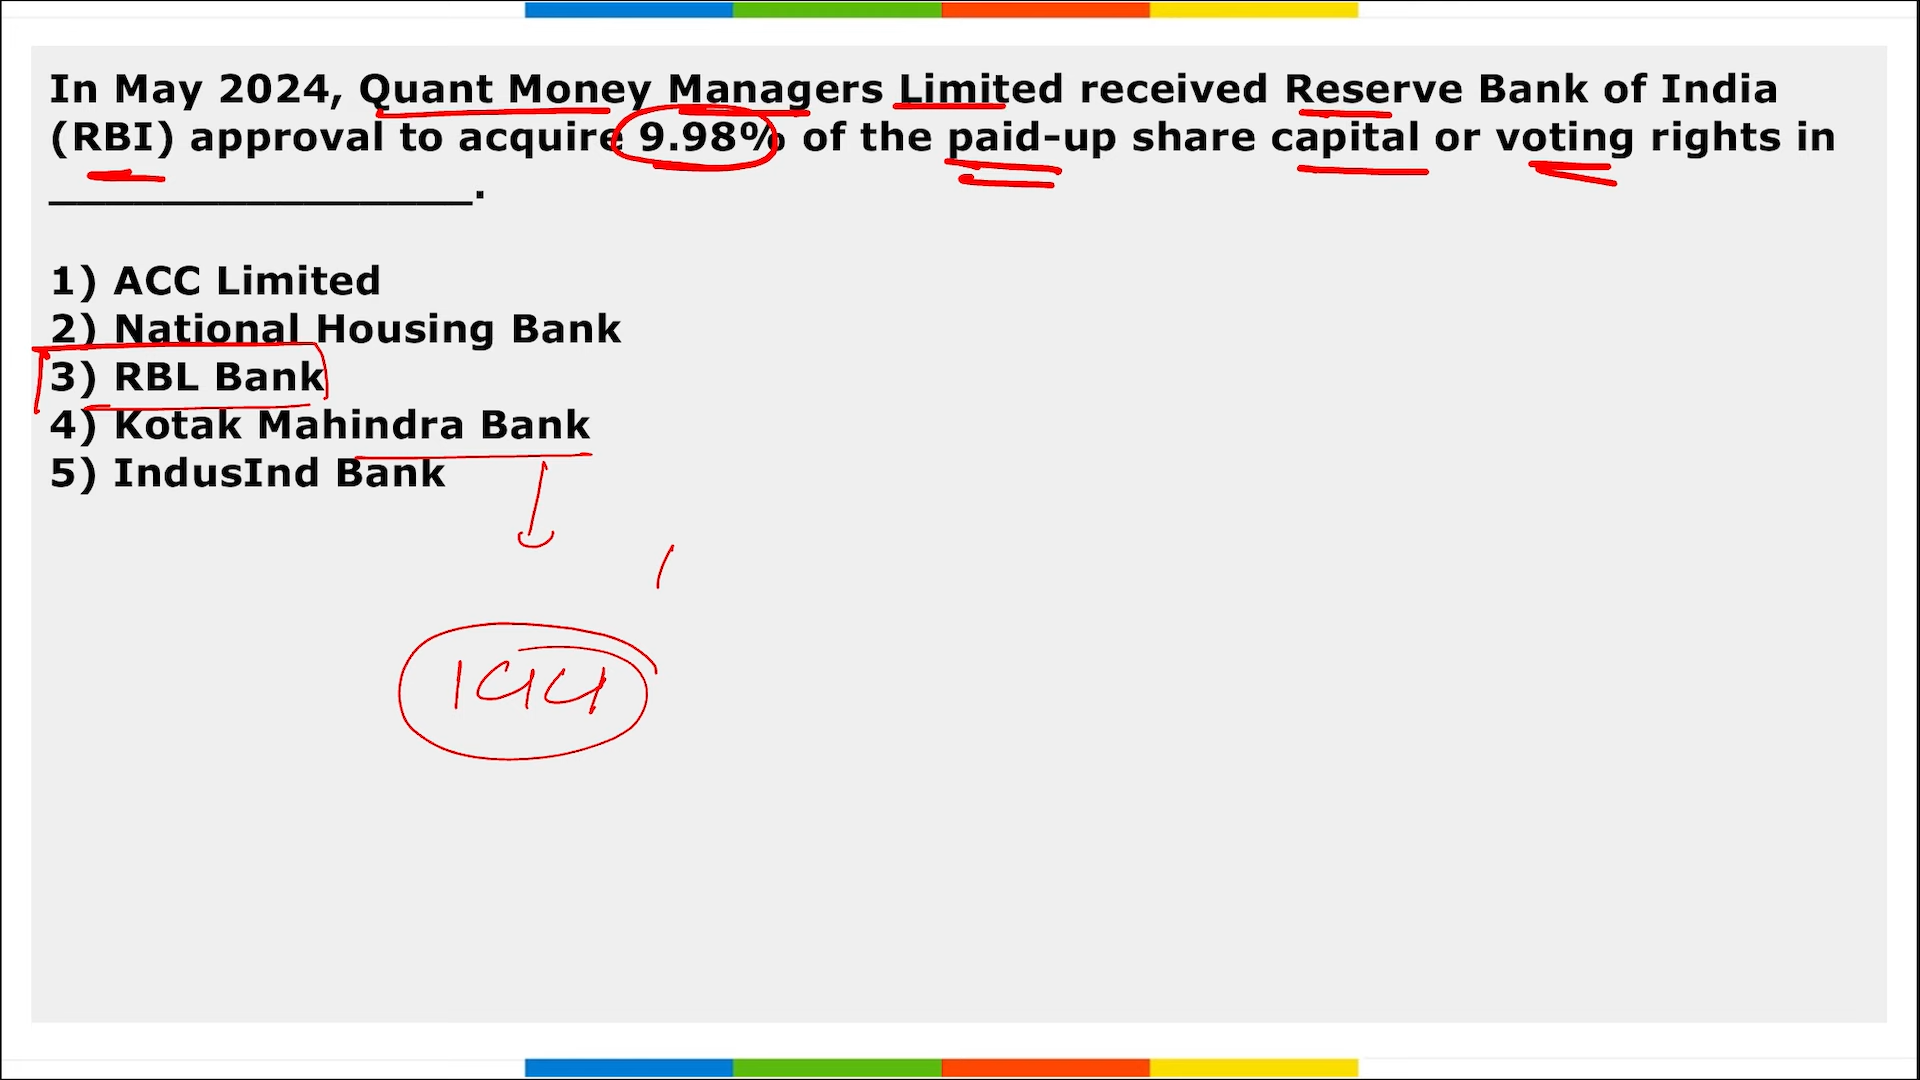 In May 2024, Quant Money Managers Limited received Reserve Bank of India
(RBI) approval to acquire 9.98% of the paid-up share capital or voting rights in
_________________.
1) ACC Limited
2) National Housing Bank
3) RBL Bank
4) Kotak Mahindra Bank
5) IndusInd Bank